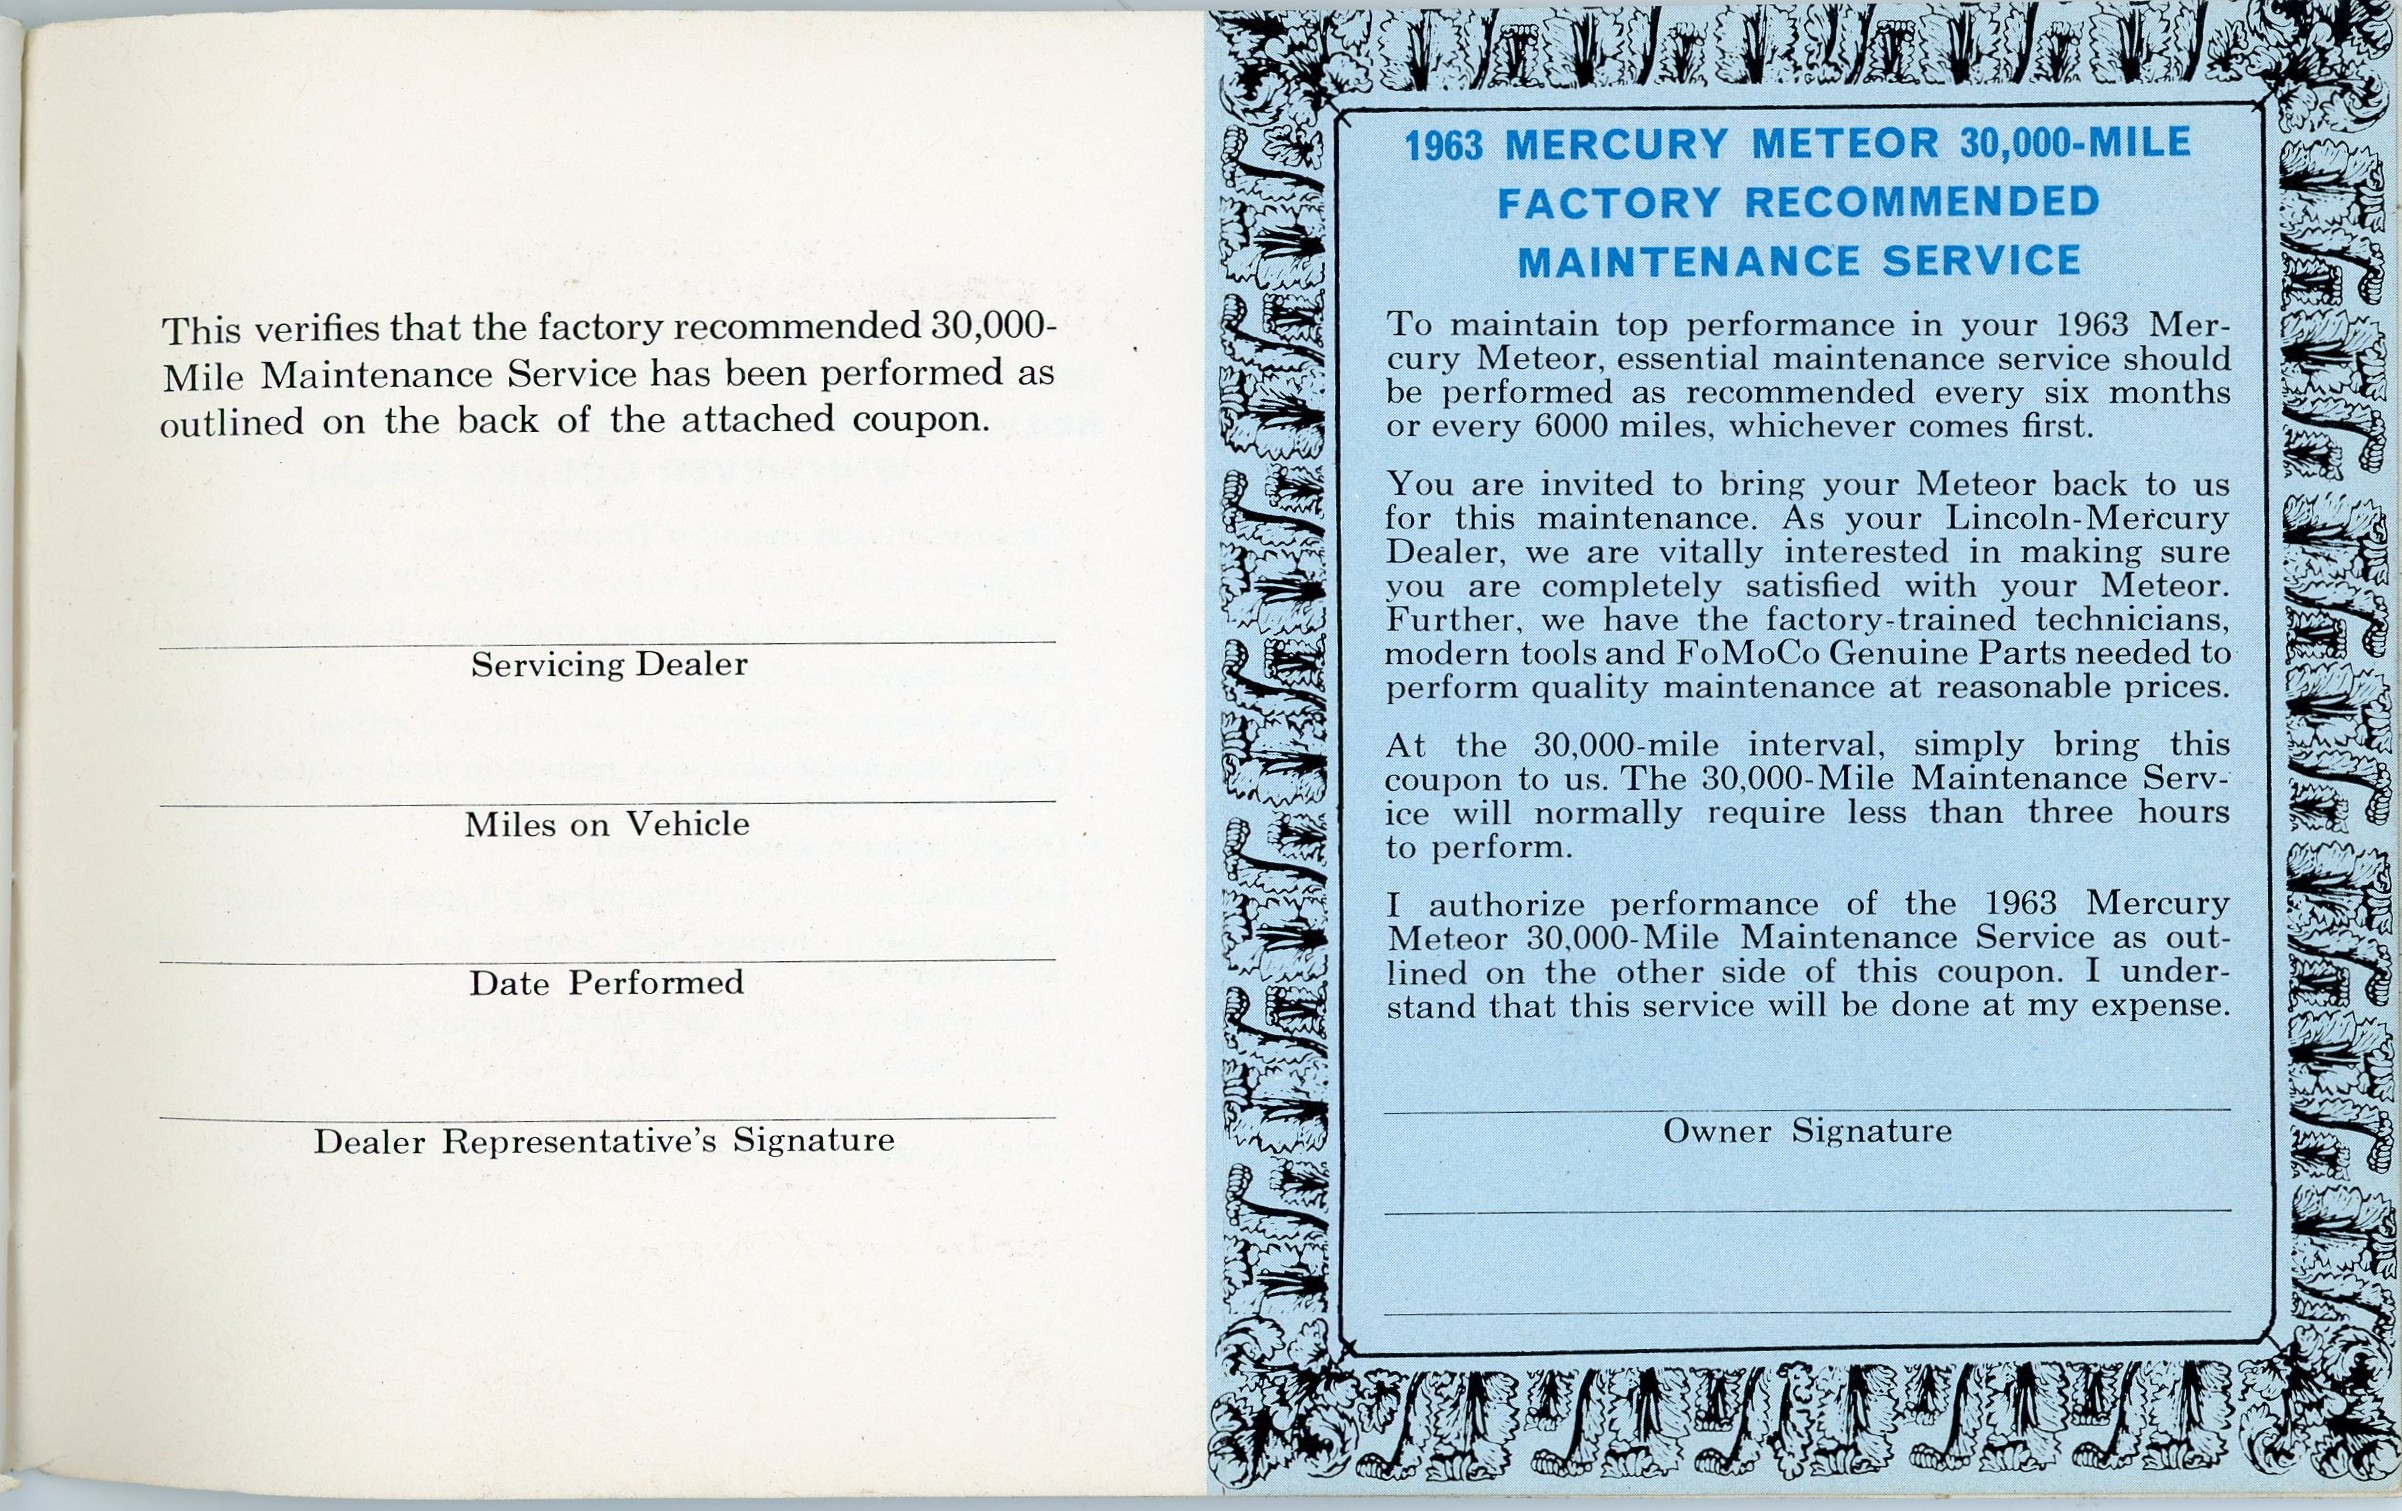 This verifies that the factory recommended 30,000-
Mile Maintenance Service has been performed as
outlined on the back of the attached coupon.
Servicing Dealer
Miles on Vehicle
Date Performed
Dealer Representative's Signature
1963 MERCURY METEOR 30,000-MILE
FACTORY RECOMMENDED
MAINTENANCE SERVICE
To maintain top performance in your 1963 Mer-
cury Meteor, essential maintenance service should
be performed as recommended every six months
or every 6000 miles, whichever comes first.
You are invited to bring your Meteor back to us
for this maintenance. As your Lincoln-Mercury
Dealer, we are vitally interested in making sure
you are completely satisfied with your Meteor.
Further, we have the factory-trained technicians,
modern tools and FoMoCo Genuine Parts needed to
perform quality maintenance at reasonable prices.
At the 30,000-mile interval, simply bring this
coupon to us. The 30,000-Mile Maintenance Serv-
ice will normally require less than three hours
to perform.
I authorize performance of the 1963 Mercury
Meteor 30,000-Mile Maintenance Service as out-
lined on the other side of this coupon. I under-
stand that this service will be done at my expense.
Owner Signature